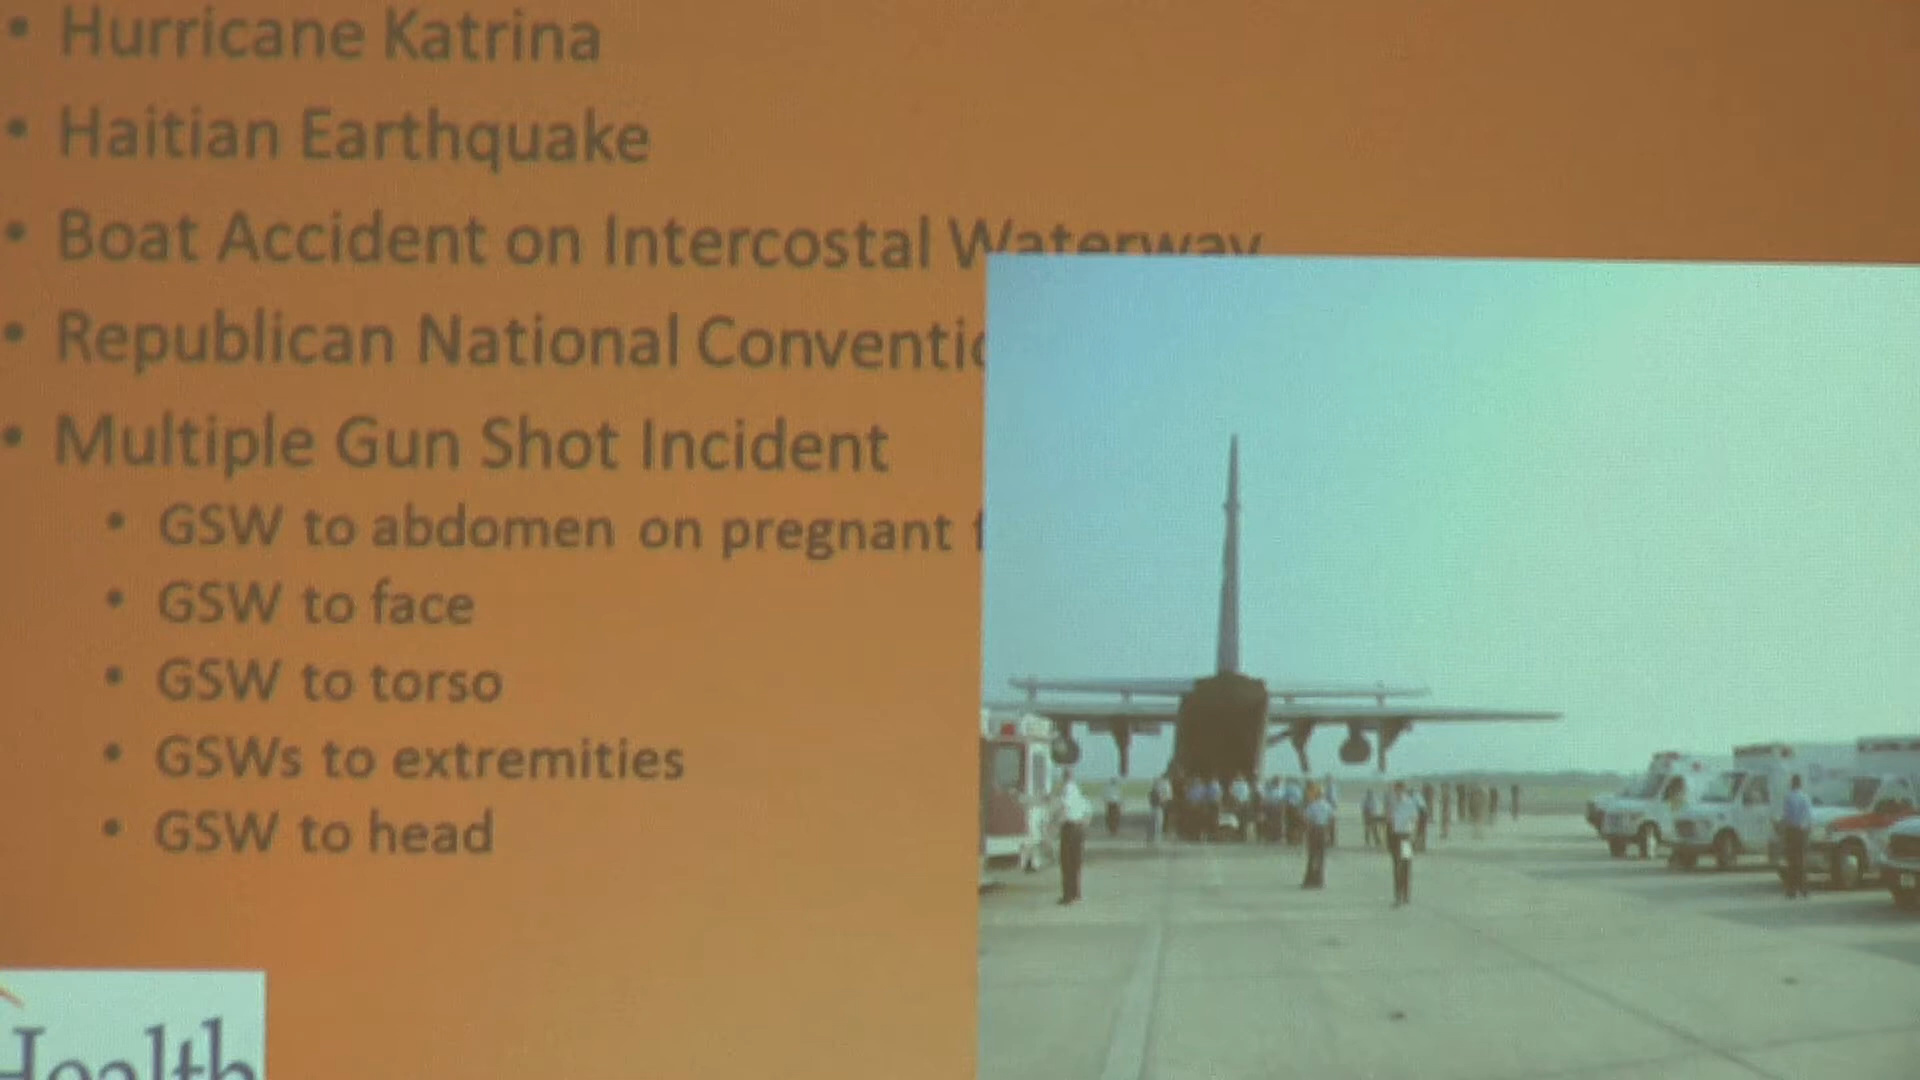 • Hurricane Katrina
• Haitian Earthquake
• Boat Accident on Intercostal Waterway
• Republican National
• Multiple Gun Shot Incident
• GSW to abdomen on pregnant
• GSW to face
• GSW to torso
• GSWs to extremities
• GSW to head
Health